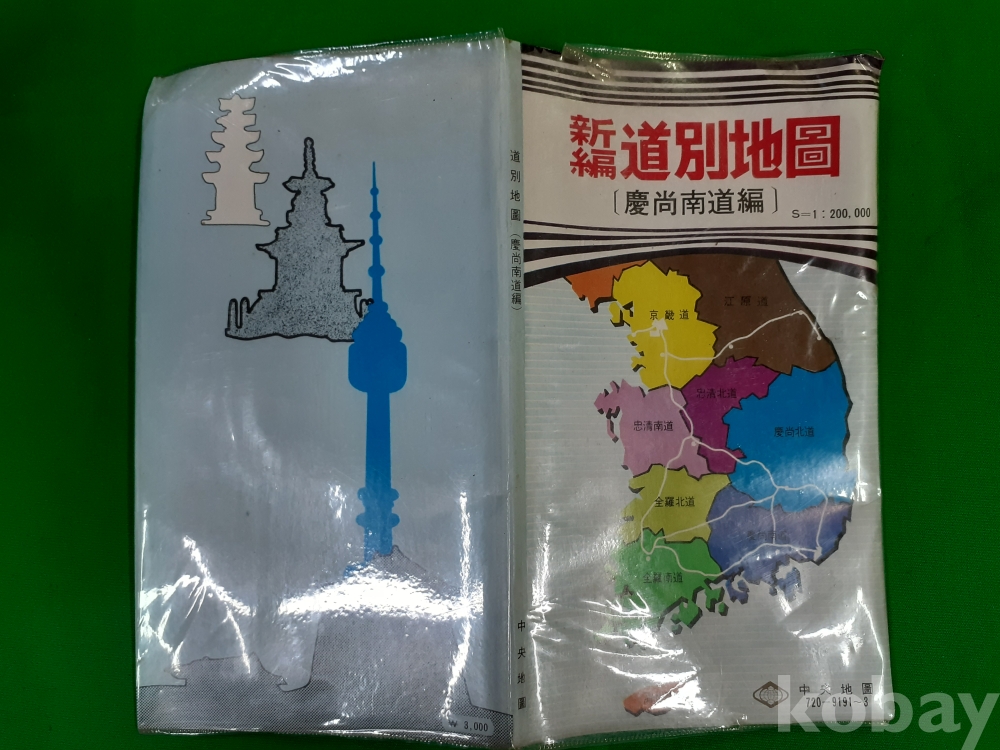 新編 道別地圖
〔慶尚南道編〕
S=1:200,000
江原道
京畿道
忠淸北道
忠淸南道
慶尚北道
全羅北道
全羅南道
中央地圖
720-9191~3
道別地圖(慶尚南道編)
中央地圖
₩ 3,000
kobay